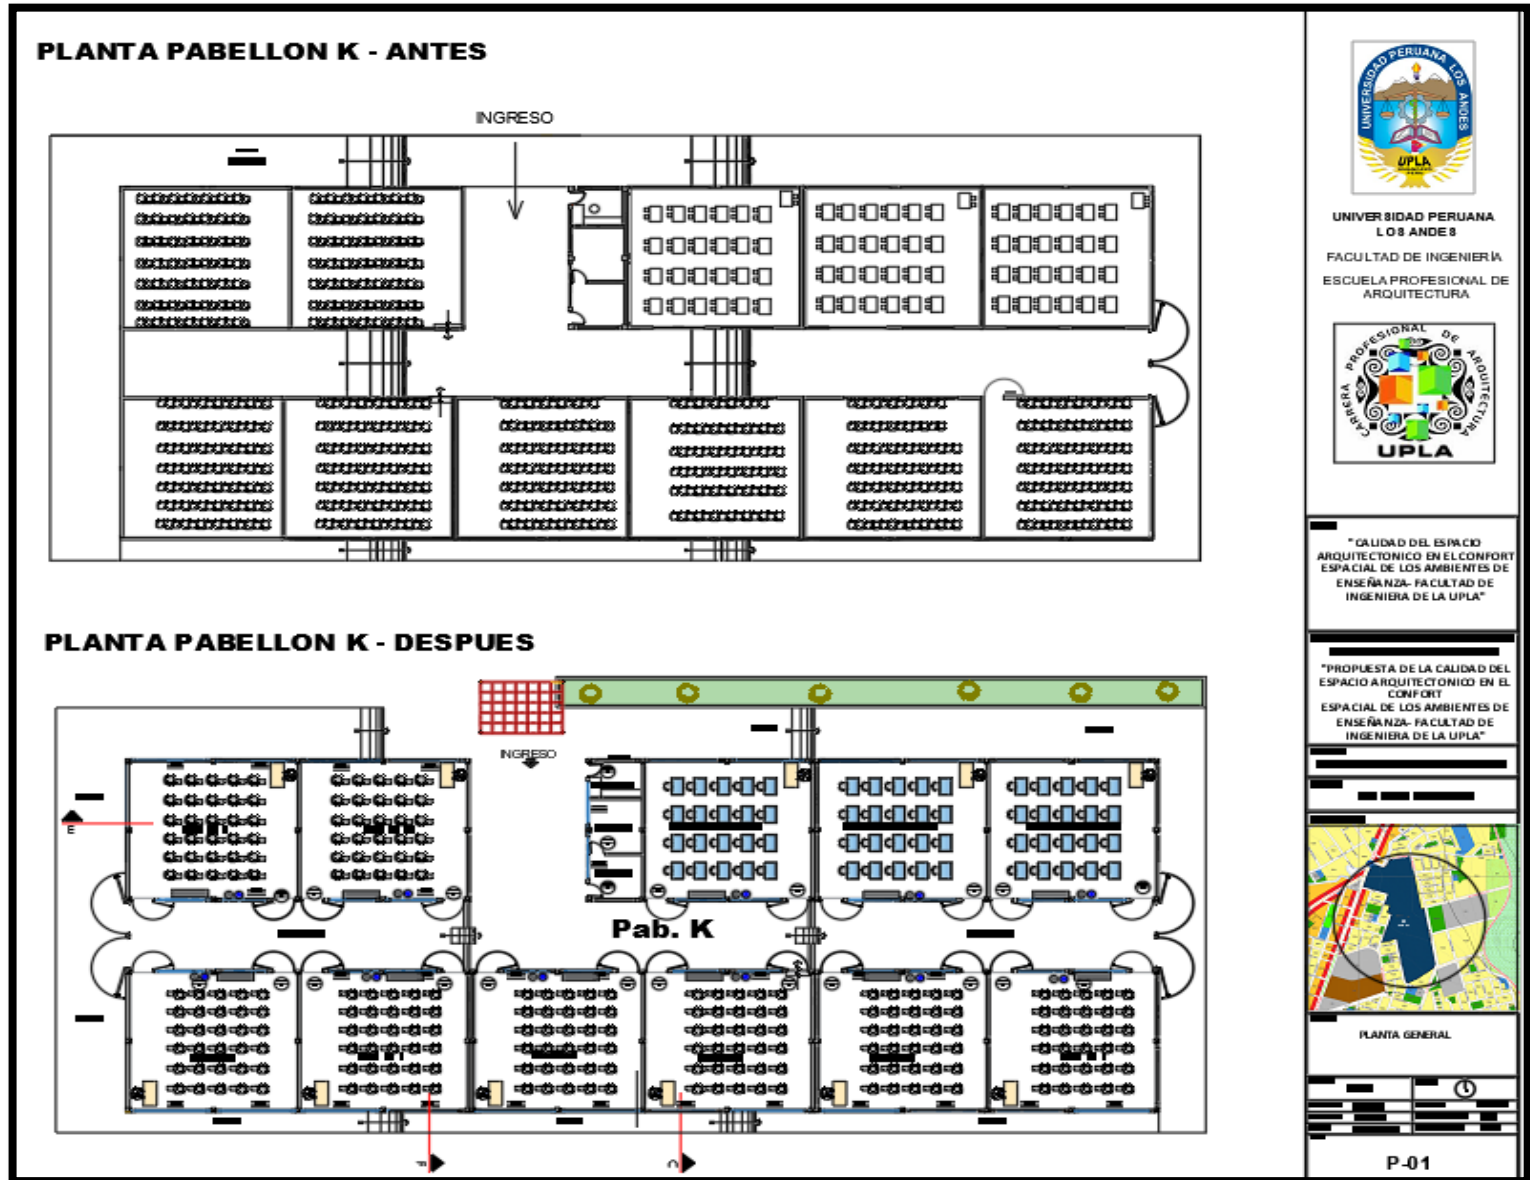 PLANTA PABELLON K - ANTES
INGRESO
PLANTA PABELLON K - DESPUES
INGRESO
Pab. K
E
F
C
UNIVERSIDAD PERUANA LOS ANDES
UPLA
UNIVERSIDAD PERUANA
LOS ANDES
FACULTAD DE INGENIERÍA
ESCUELA PROFESIONAL DE
ARQUITECTURA
CARRERA PROFESIONAL DE ARQUITECTURA
UPLA
"CALIDAD DEL ESPACIO
ARQUITECTONICO EN EL CONFORT
ESPACIAL DE LOS AMBIENTES DE
ENSEÑANZA- FACULTAD DE
INGENIERA DE LA UPLA"
"PROPUESTA DE LA CALIDAD DEL
ESPACIO ARQUITECTONICO EN EL
CONFORT
ESPACIAL DE LOS AMBIENTES DE
ENSEÑANZA- FACULTAD DE
INGENIERA DE LA UPLA"
PLANTA GENERAL
P-01